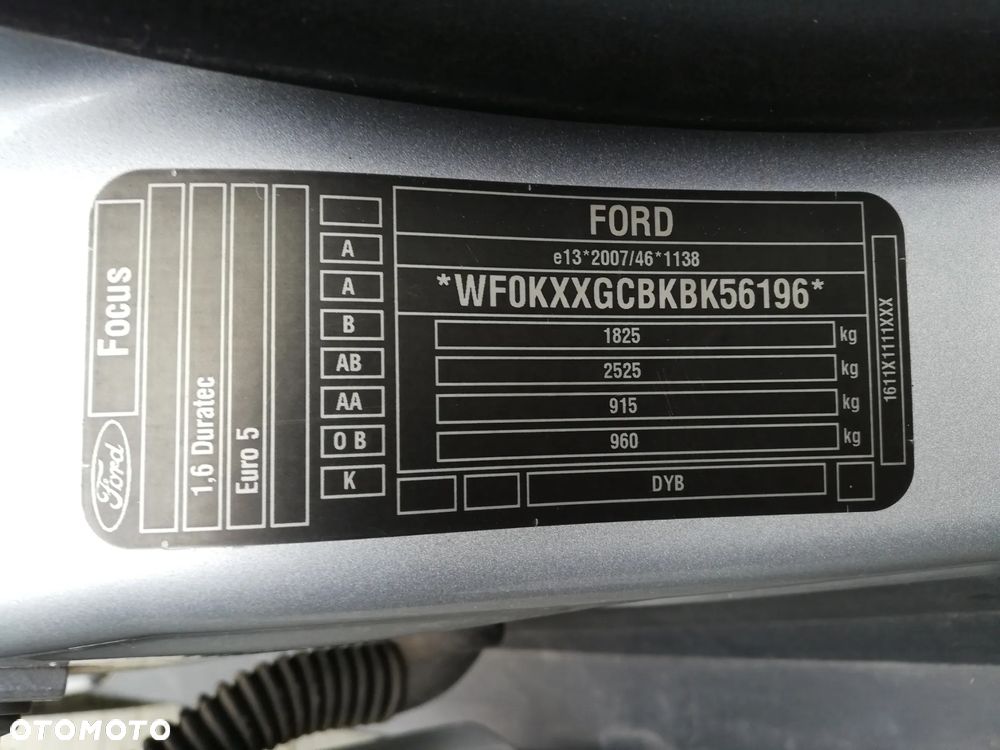 Focus
Ford
1,6 Duratec
Euro 5
A
A
B
AB
AA
O B
K
FORD
e13*2007/46*1138
*WF0KXXGCBKBK56196*
1825 kg
2525 kg
915 kg
960 kg
DYB
1611X1111XXX
OTOMOTO